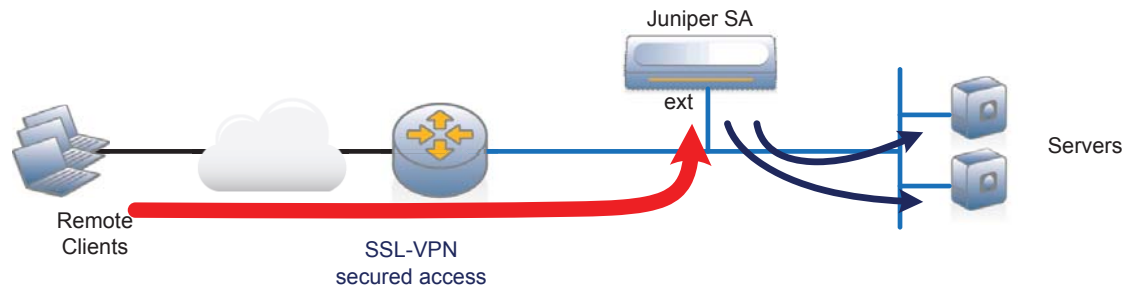 Juniper SA
ext
Servers
Remote
Clients
SSL-VPN
secured access